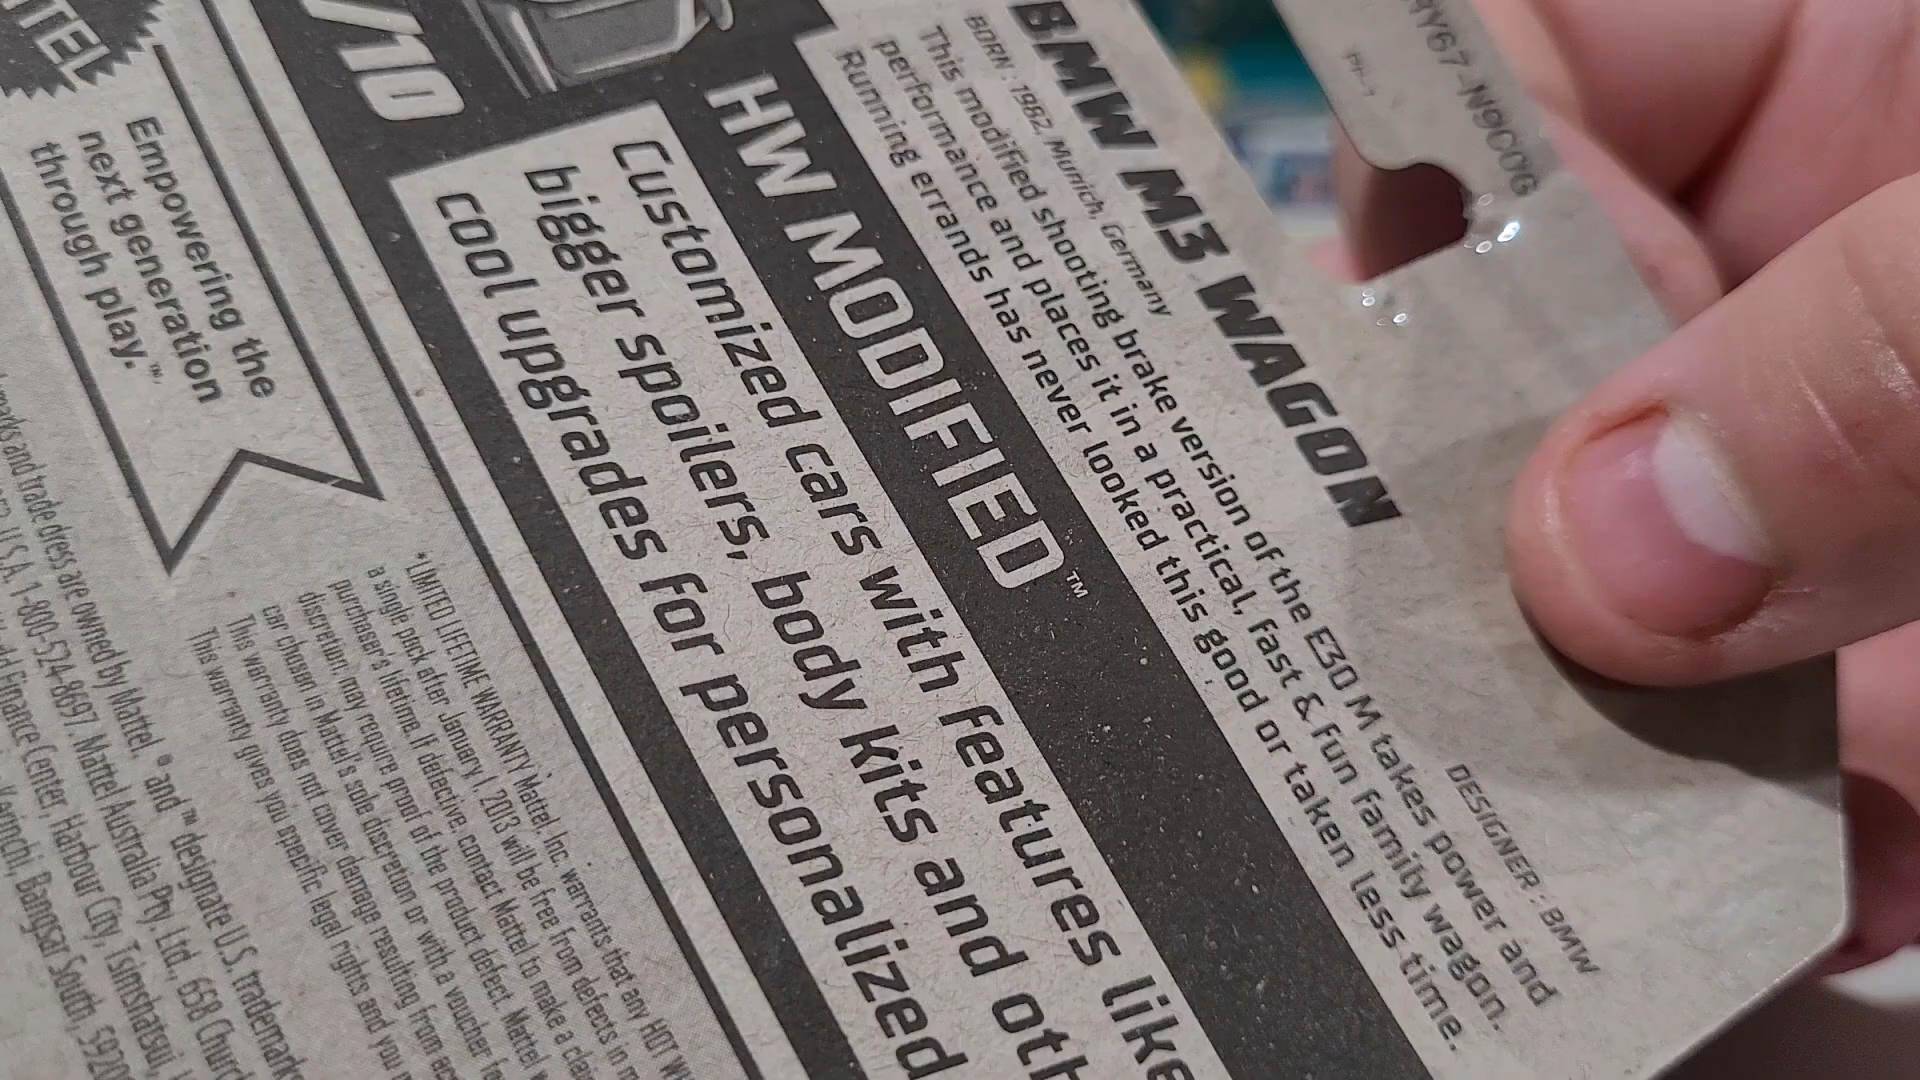 BMW M3 WAGON
BORN : 1982, Munich, Germany
DESIGNER : BMW
This modified shooting brake version of the E30 M takes power and
performance and places it in a practical, fast & fun family wagon.
Running errands has never looked this good or taken less time.
HW MODIFIED™
Customized cars with features like
bigger spoilers, body kits and
cool upgrades for personalized
/10
Empowering the
next generation
through play.™
*LIMITED LIFETIME WARRANTY Mattel, Inc. warrants that any HOT
a single pack after January 1, 2013 will be free from defects in
purchaser's lifetime. If defective, contact Mattel to make a
discretion may require proof of the product defect. Mattel
car chosen in Mattel's sole discretion or with a voucher
This warranty does not cover damage resulting from
This warranty gives you specific legal rights and you
and trade dress are owned by Mattel. ® and ™ designate U.S.
U.S.A. 1-800-524-8697. Mattel Australia Pty., Ltd., 658
Finance Center, Harbour City, Tsimshatsui,
Kerinchi, Bangsar South,